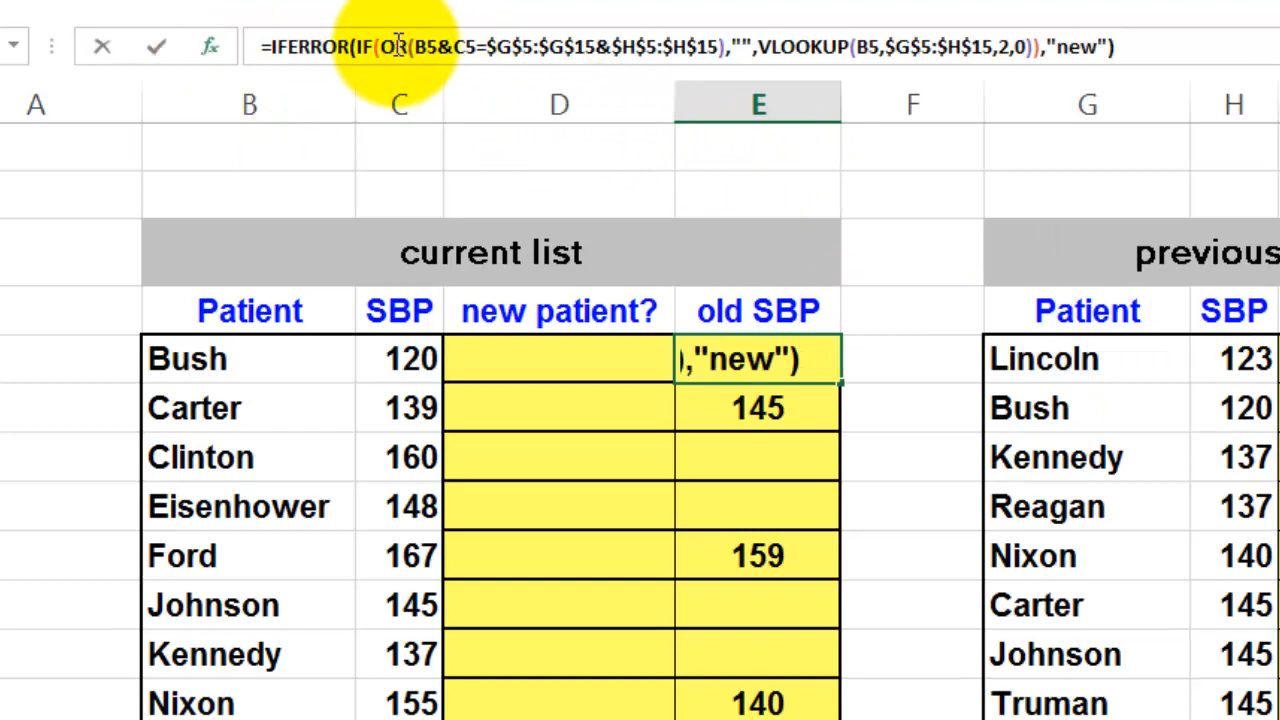 =IFERROR(IF(OR(B5&C5=$G$5:$G$15&$H$5:$H$15),"",VLOOKUP(B5,$G$5:$H$15,2,0)),"new")
A B C D E F G H
current list previous
Patient SBP new patient? old SBP Patient SBP
Bush 120 ),"new") Lincoln 123
Carter 139 145 Bush 120
Clinton 160 Kennedy 137
Eisenhower 148 Reagan 137
Ford 167 159 Nixon 140
Johnson 145 Carter 145
Kennedy 137 Johnson 145
Nixon 155 140 Truman 145